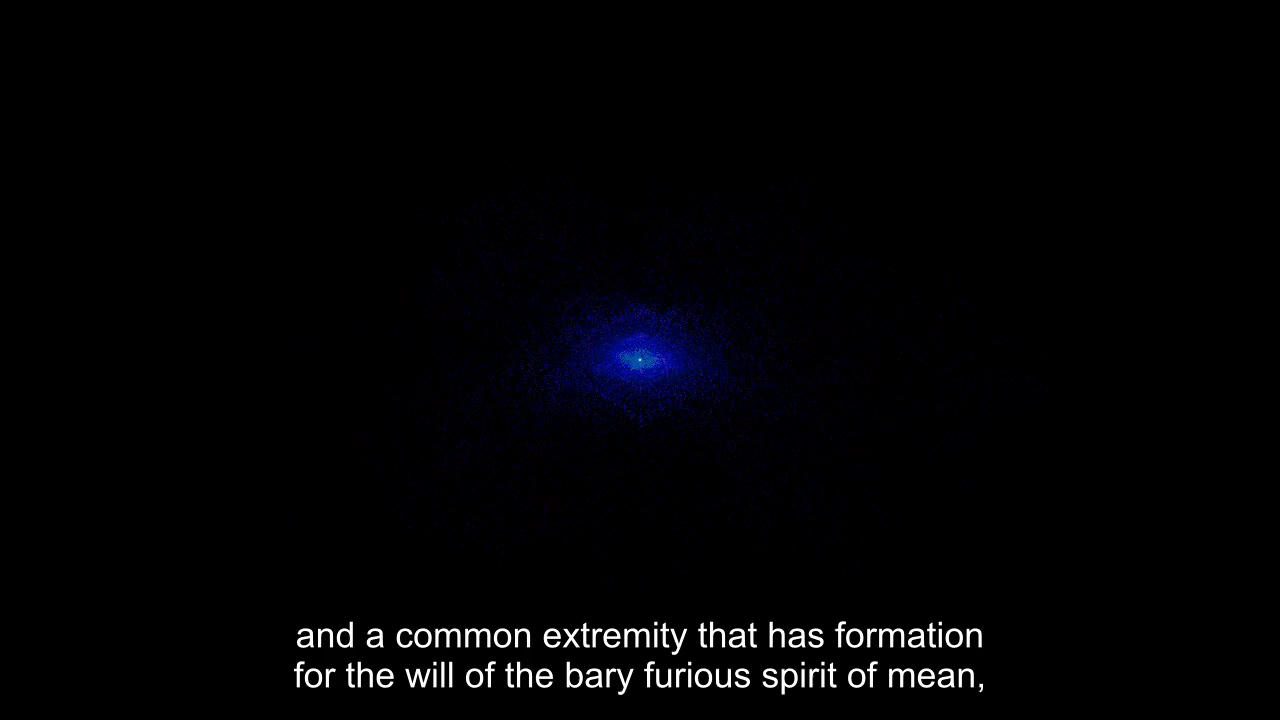 and a common extremity that has formation
for the will of the bary furious spirit of mean,